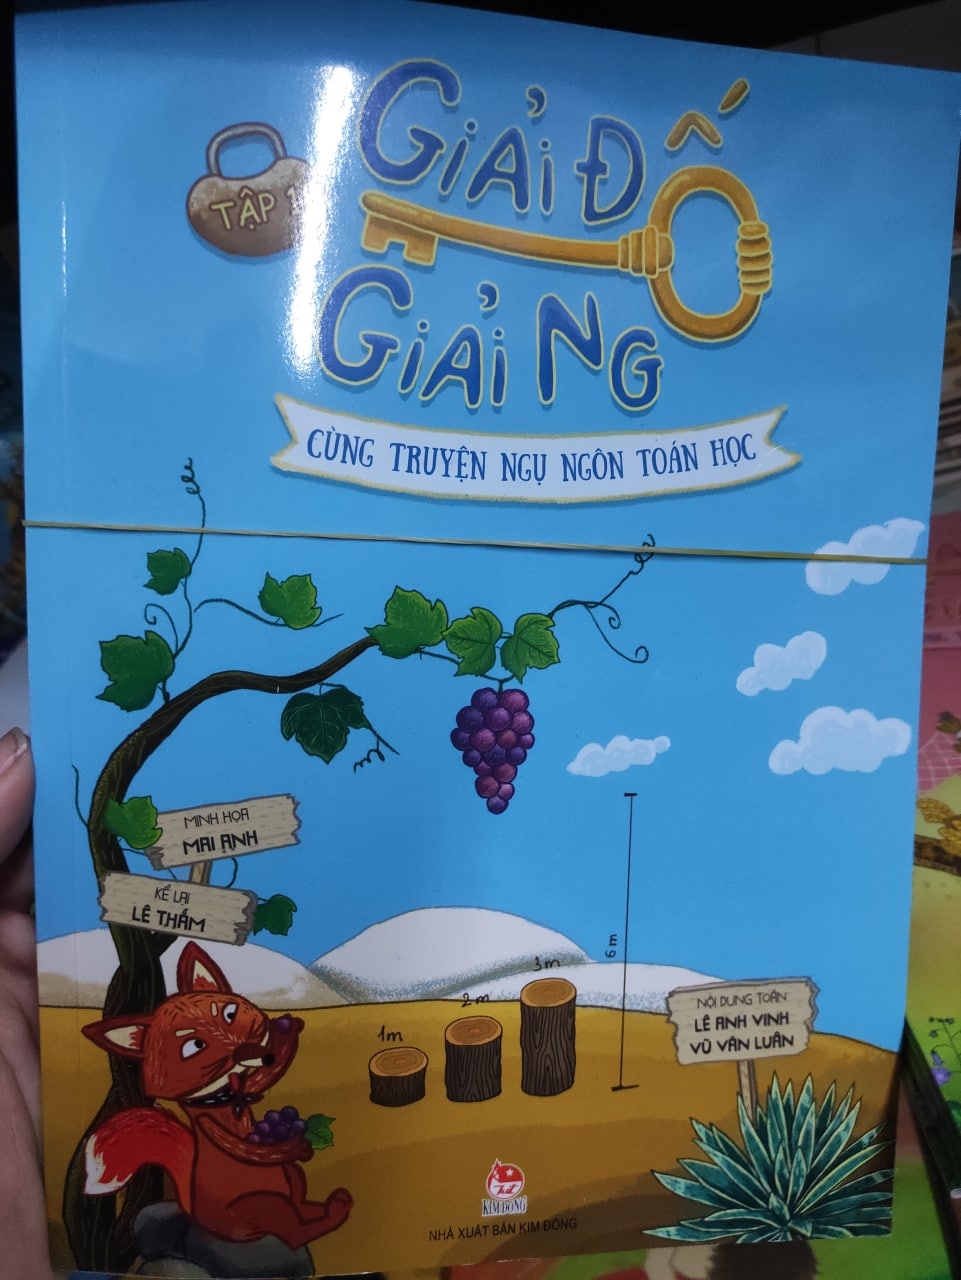 GIẢI ĐỐ
TẬP 1
GIẢI NGỐ
CÙNG TRUYỆN NGỤ NGÔN TOÁN HỌC
MINH HỌA
MAI ANH
KỂ LẠI
LÊ THẮM
6m
3m
2m
1m
NỘI DUNG TOÁN
LÊ ANH VINH
VŨ VĂN LUÂN
KIM ĐỒNG
NHÀ XUẤT BẢN KIM ĐỒNG